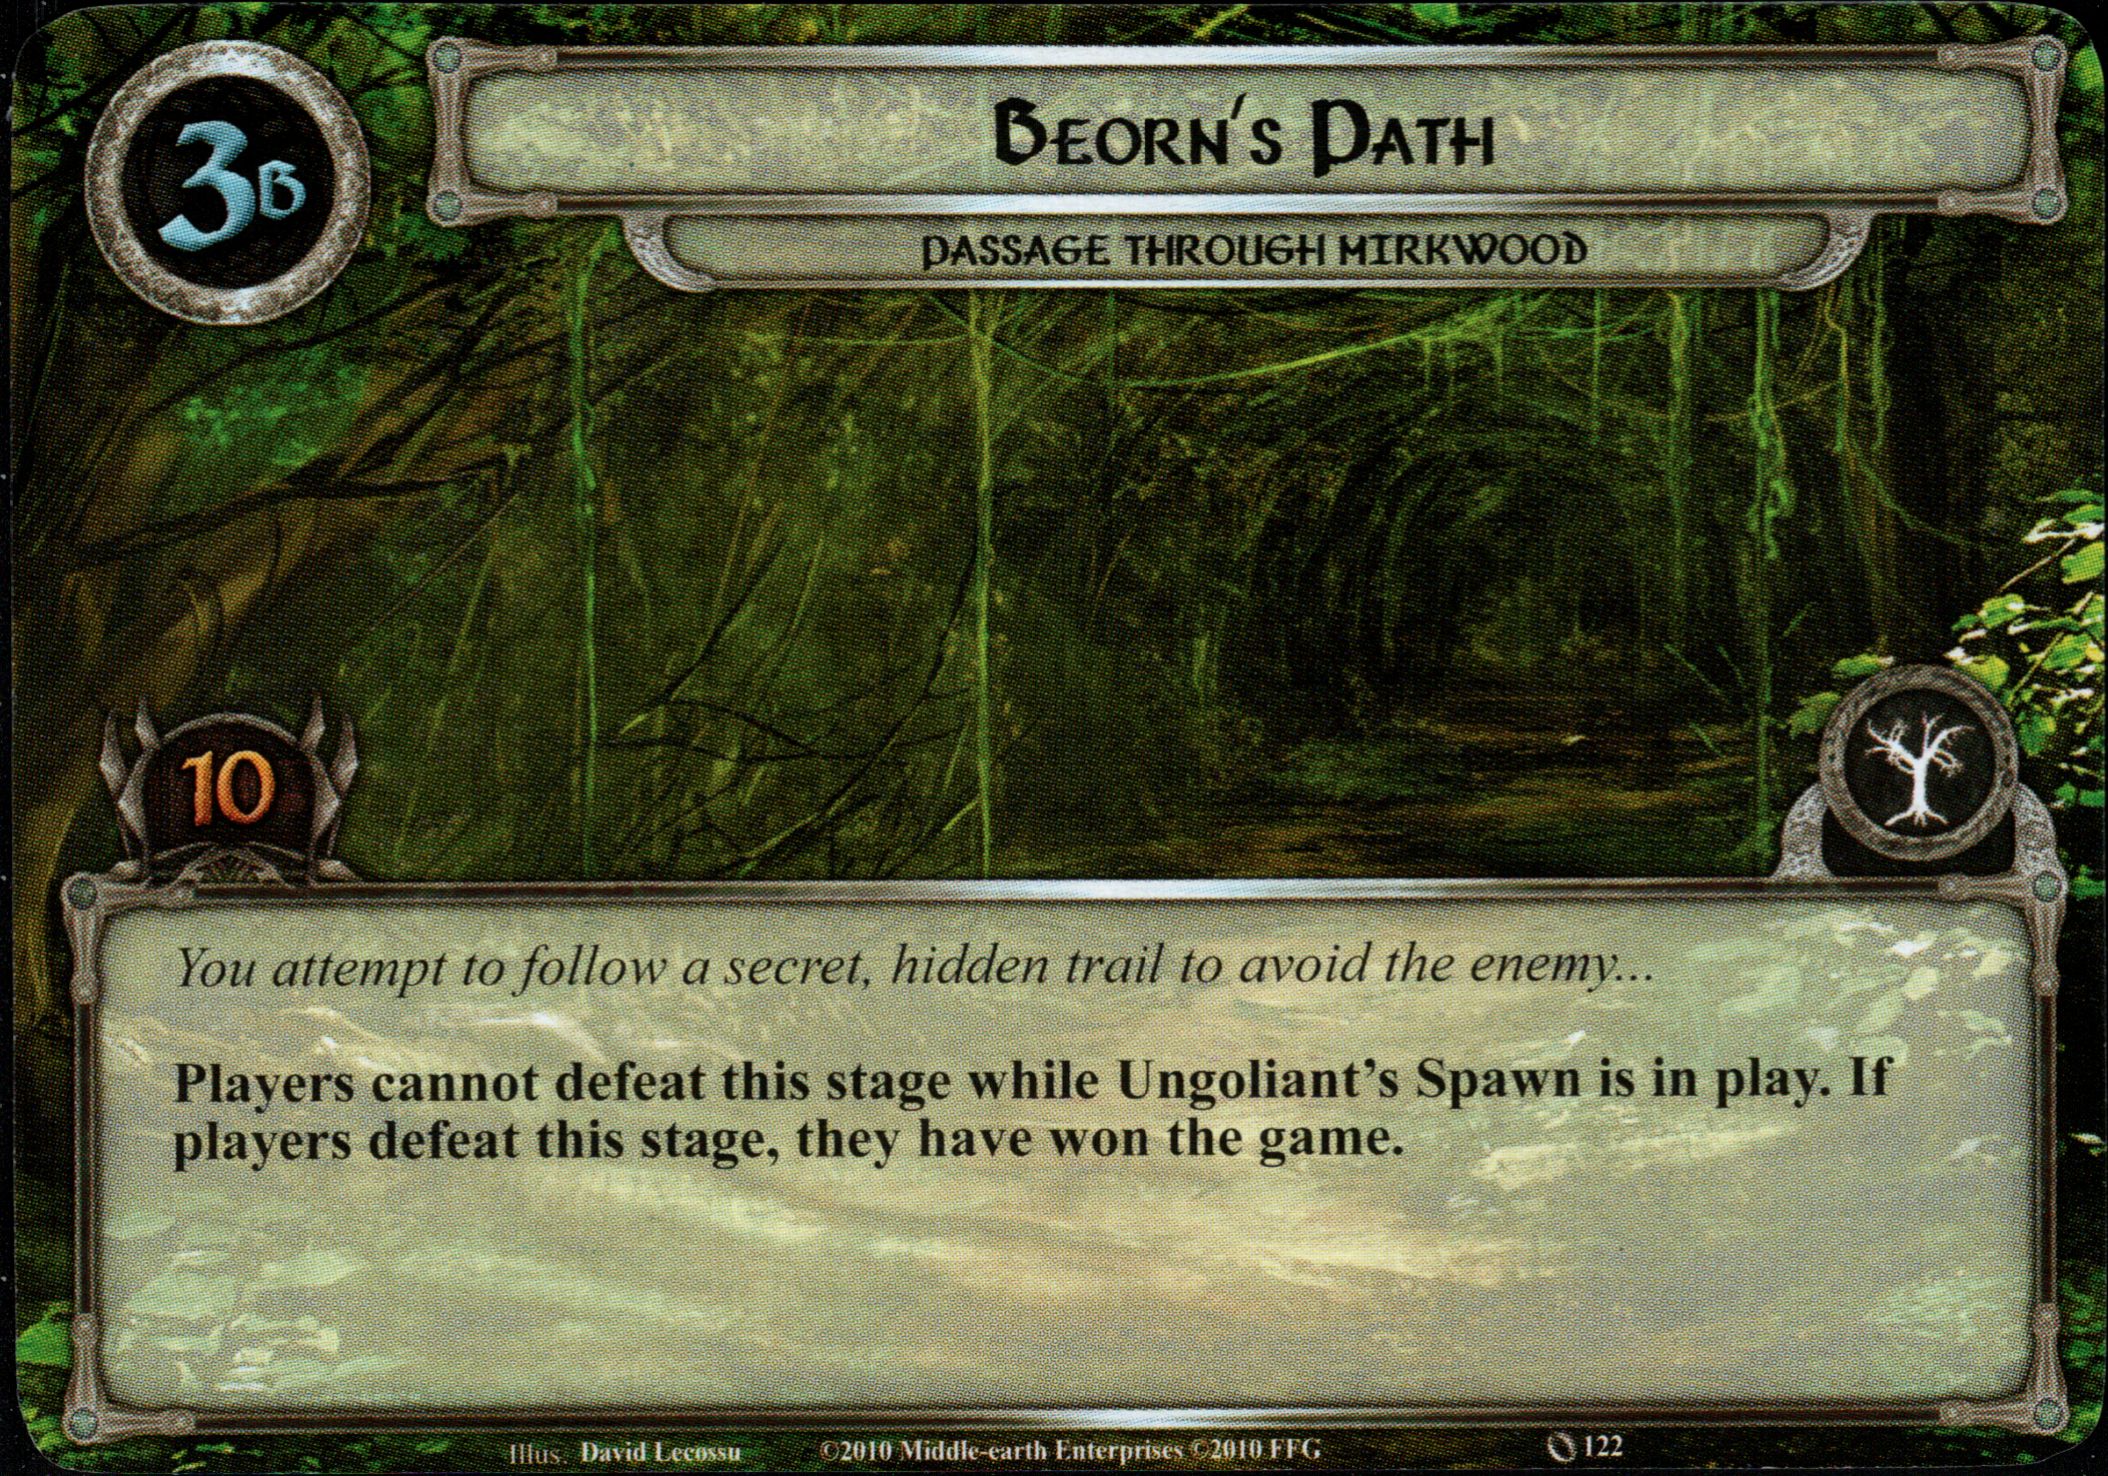 3B
Beorn's Path
Passage Through Mirkwood
10
You attempt to follow a secret, hidden trail to avoid the enemy...
Players cannot defeat this stage while Ungoliant's Spawn is in play. If
players defeat this stage, they have won the game.
Illus. David Lecossu ©2010 Middle-earth Enterprises ©2010 FFG 122